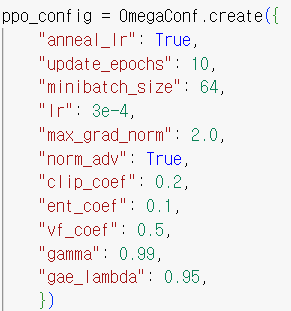 ppo_config = OmegaConf.create({
"anneal_lr": True,
"update_epochs": 10,
"minibatch_size": 64,
"lr": 3e-4,
"max_grad_norm": 2.0,
"norm_adv": True,
"clip_coef": 0.2,
"ent_coef": 0.1,
"vf_coef": 0.5,
"gamma": 0.99,
"gae_lambda": 0.95,
})